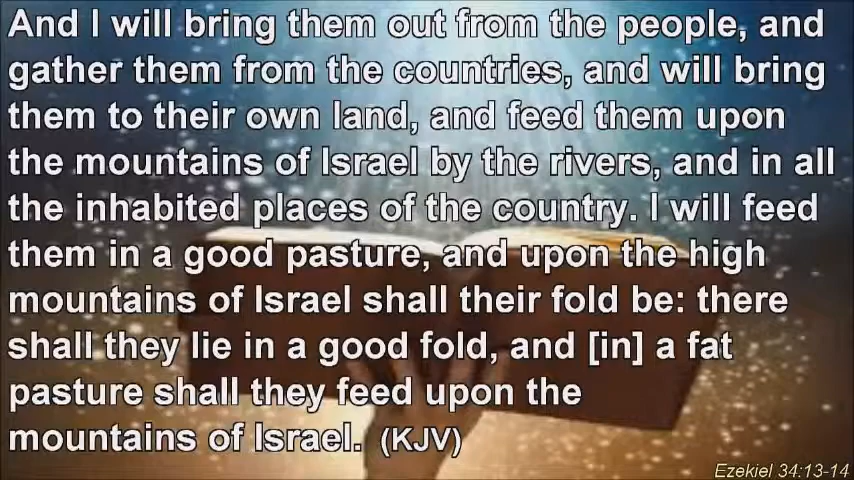 And I will bring them out from the people, and
gather them from the countries, and will bring
them to their own land, and feed them upon
the mountains of Israel by the rivers, and in all
the inhabited places of the country. I will feed
them in a good pasture, and upon the high
mountains of Israel shall their fold be: there
shall they lie in a good fold, and [in] a fat
pasture shall they feed upon the
mountains of Israel. (KJV)
Ezekiel 34:13-14